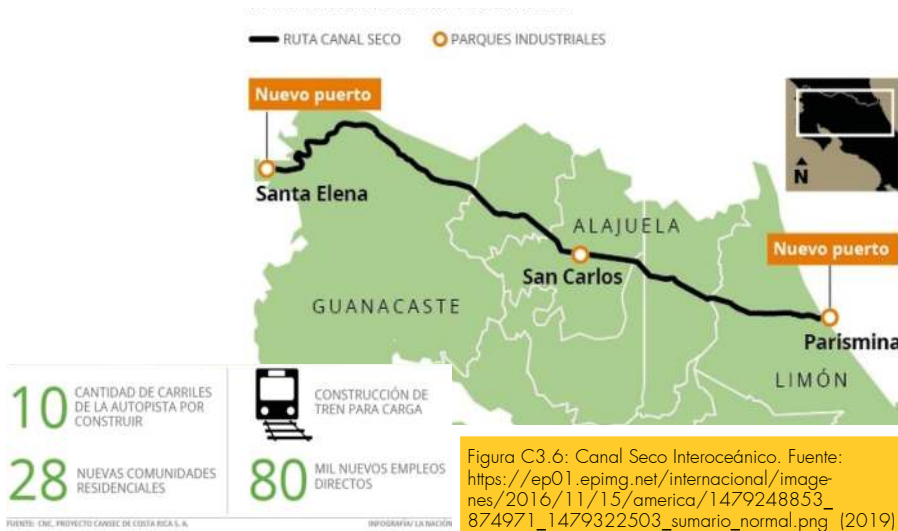 RUTA CANAL SECO
PARQUES INDUSTRIALES
Nuevo puerto
Santa Elena
N
ALAJUELA
San Carlos
Nuevo puerto
GUANACASTE
Parismina
LIMÓN
10
CANTIDAD DE CARRILES
DE LA AUTOPISTA POR
CONSTRUIR
CONSTRUCCIÓN DE
TREN PARA CARGA
28
NUEVAS COMUNIDADES
RESIDENCIALES
80
MIL NUEVOS EMPLEOS
DIRECTOS
FUENTE: CNC, PROYECTO CANSEC DE COSTA RICA S. A.
INFOGRAFÍA/ LA NACIÓN
Figura C3.6: Canal Seco Interoceánico. Fuente:
https://ep01.epimg.net/internacional/image-
nes/2016/11/15/america/1479248853_
874971_1479322503_sumario_normal.png (2019)